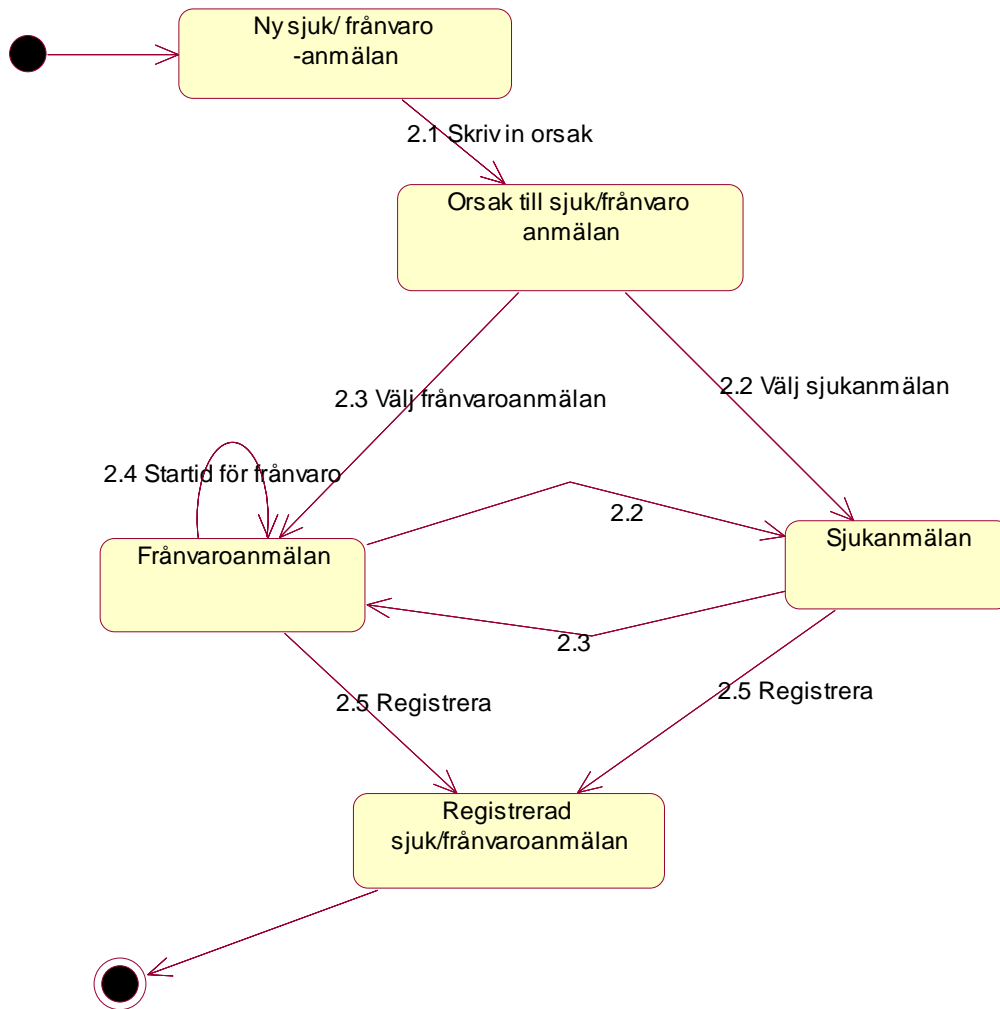 Ny sjuk/ frånvaro
-anmälan
2.1 Skriv in orsak
Orsak till sjuk/frånvaro
anmälan
2.3 Välj frånvaroanmälan
2.2 Välj sjukanmälan
2.4 Startid för frånvaro
2.2
Frånvaroanmälan
Sjukanmälan
2.3
2.5 Registrera
2.5 Registrera
Registrerad
sjuk/frånvaroanmälan